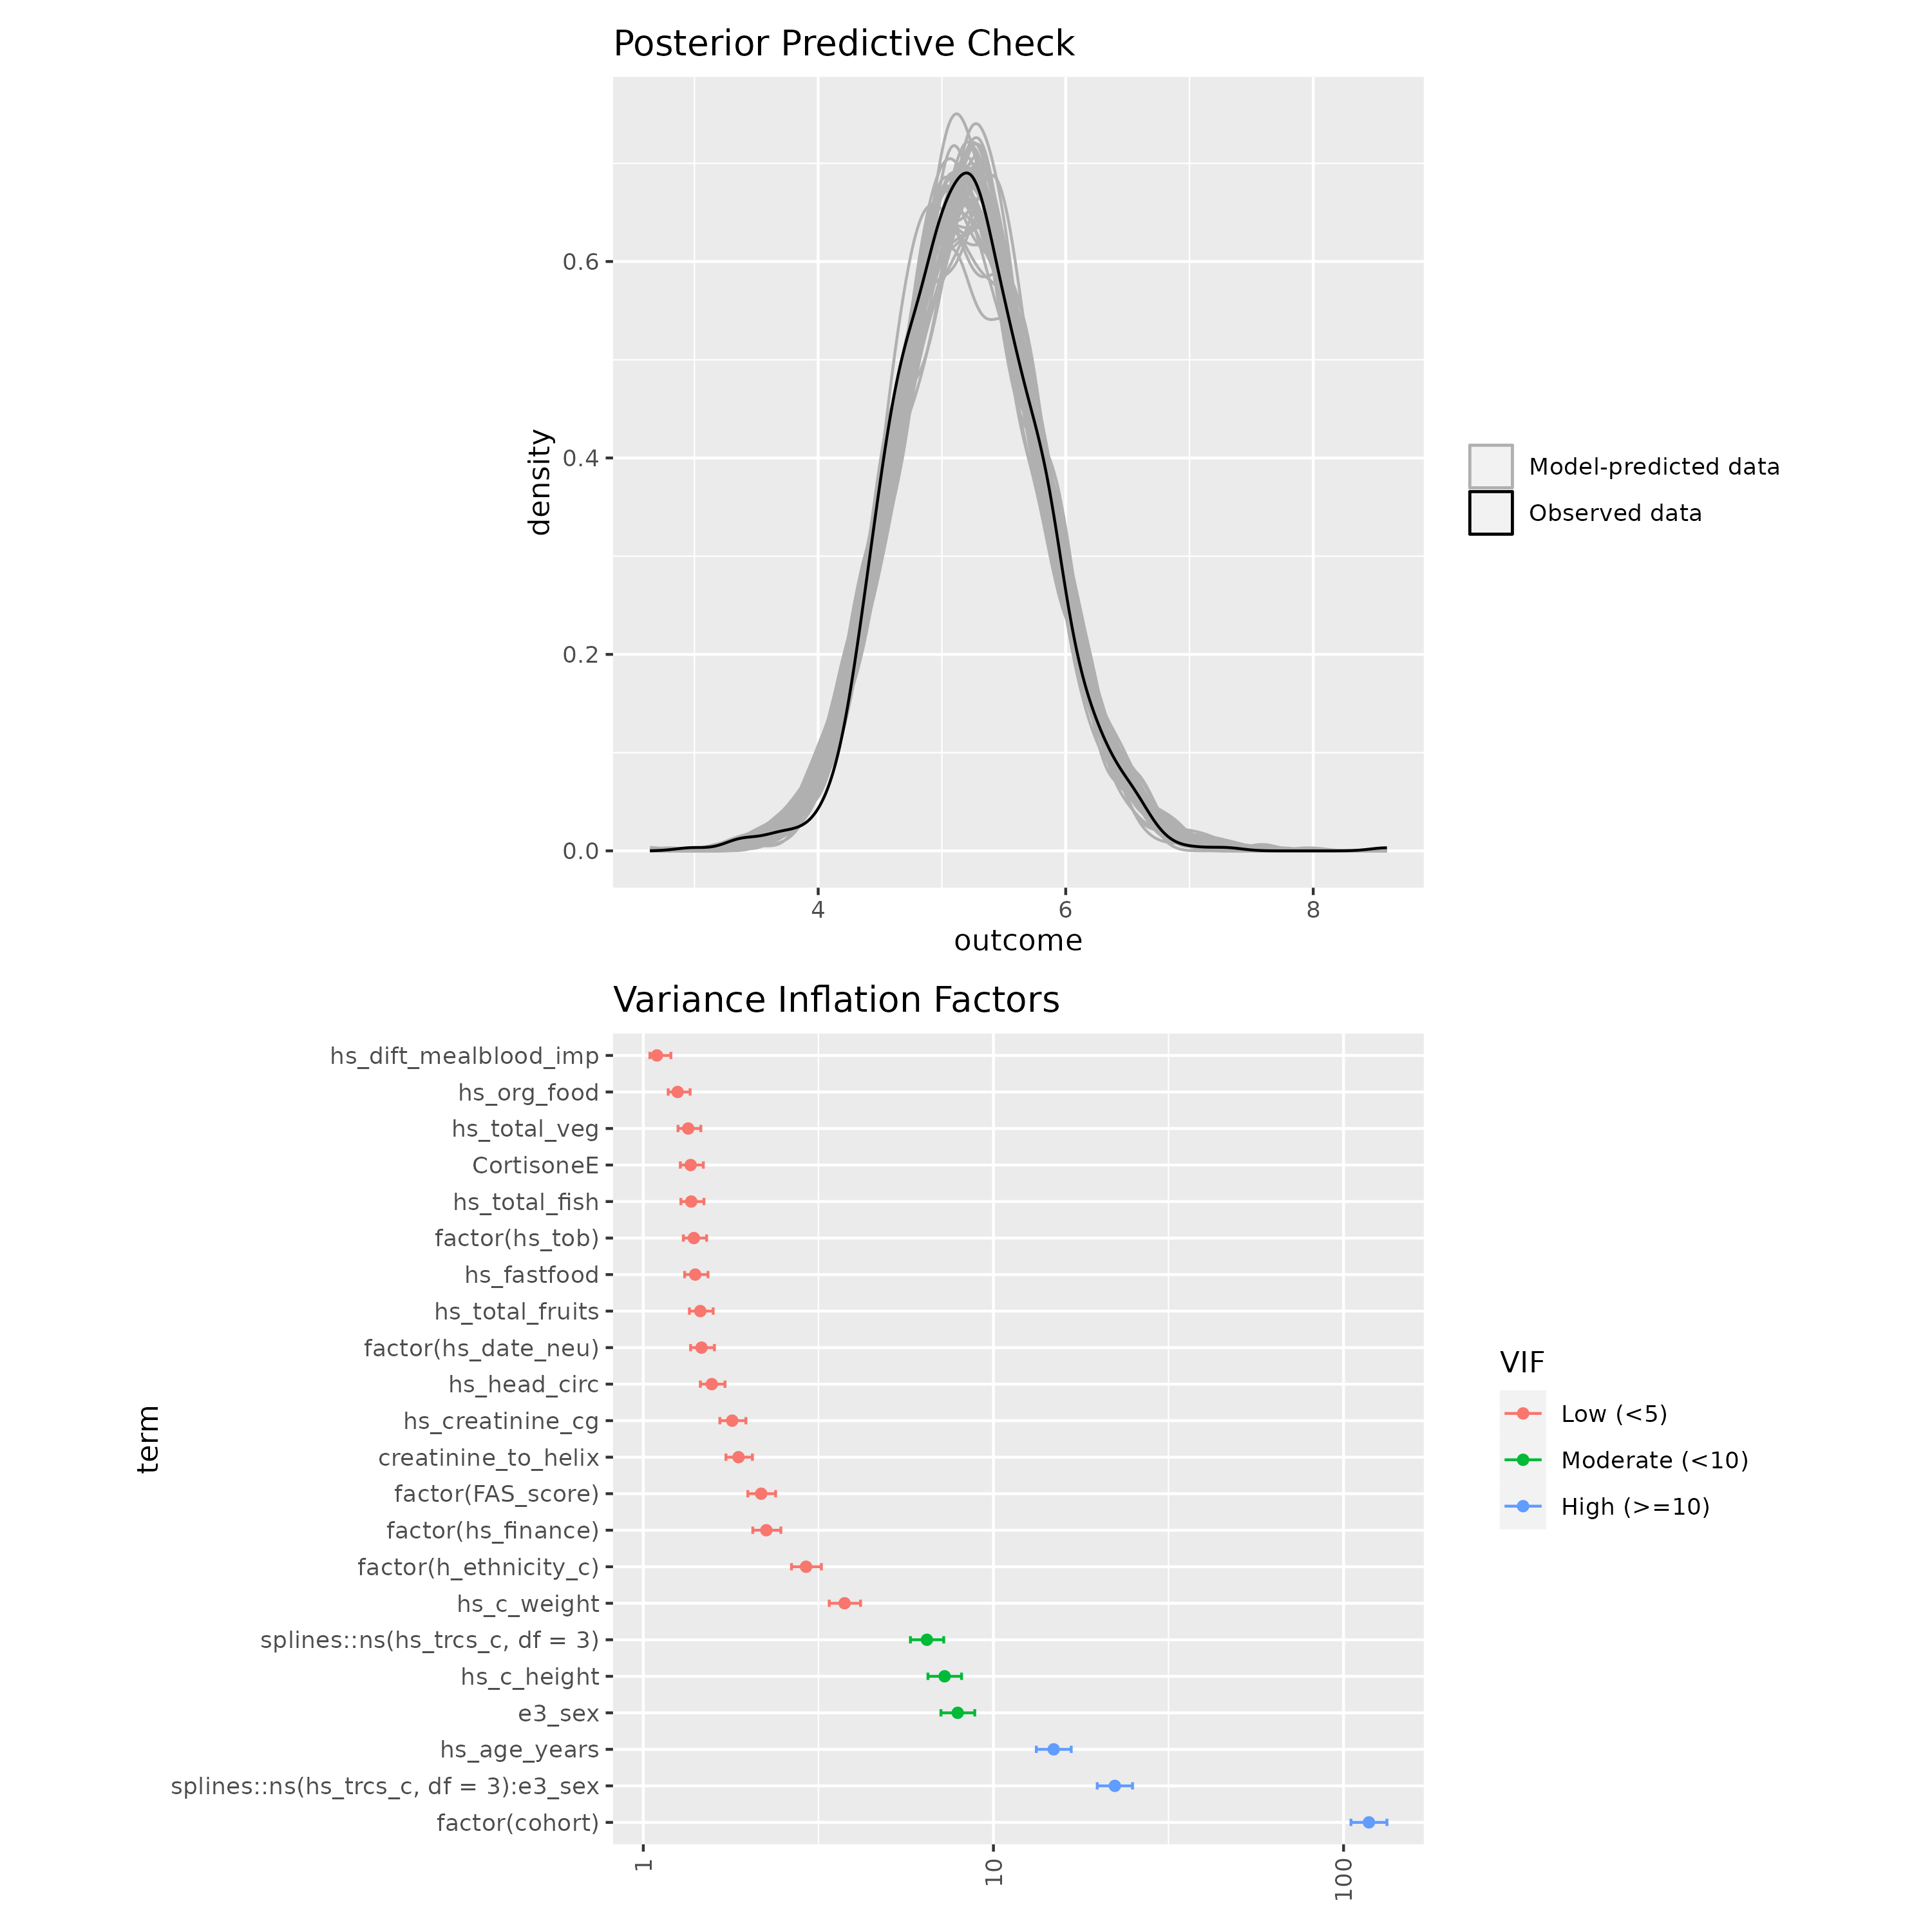 Posterior Predictive Check
density
0.6
0.4
0.2
0.0
4
6
8
outcome
Model-predicted data
Observed data
Variance Inflation Factors
term
hs_dift_mealblood_imp
hs_org_food
hs_total_veg
CortisoneE
hs_total_fish
factor(hs_tob)
hs_fastfood
hs_total_fruits
factor(hs_date_neu)
hs_head_circ
hs_creatinine_cg
creatinine_to_helix
factor(FAS_score)
factor(hs_finance)
factor(h_ethnicity_c)
hs_c_weight
splines::ns(hs_trcs_c, df = 3)
hs_c_height
e3_sex
hs_age_years
splines::ns(hs_trcs_c, df = 3):e3_sex
factor(cohort)
1
10
100
VIF
Low (<5)
Moderate (<10)
High (>=10)